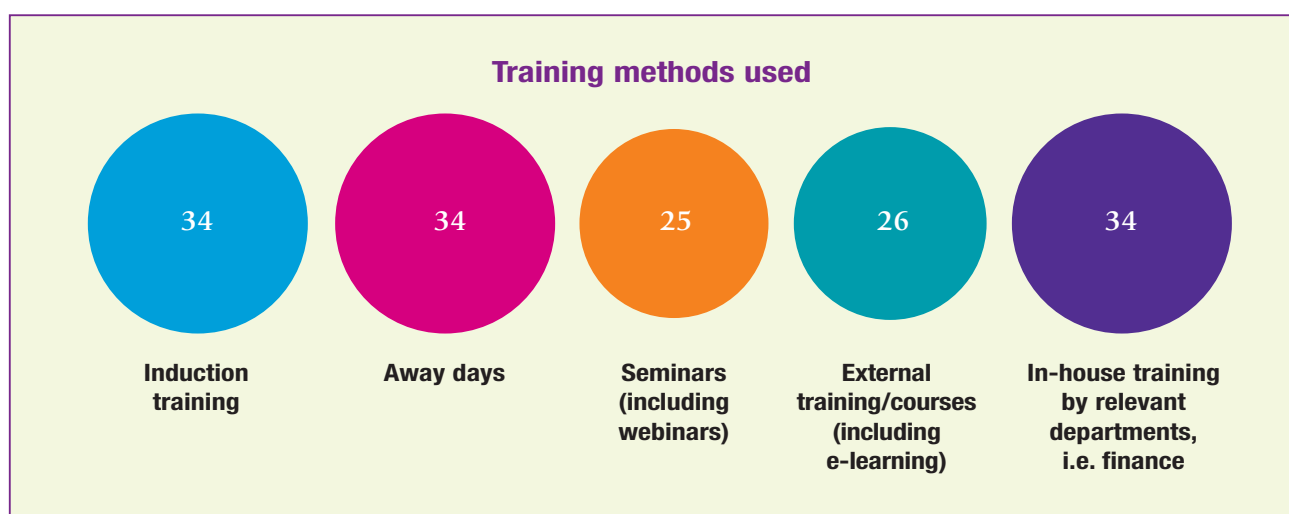 Training methods used
34
34
25
26
34
Induction
training
Away days
Seminars
(including
webinars)
External
training/courses
(including
e-learning)
In-house training
by relevant
departments,
i.e. finance